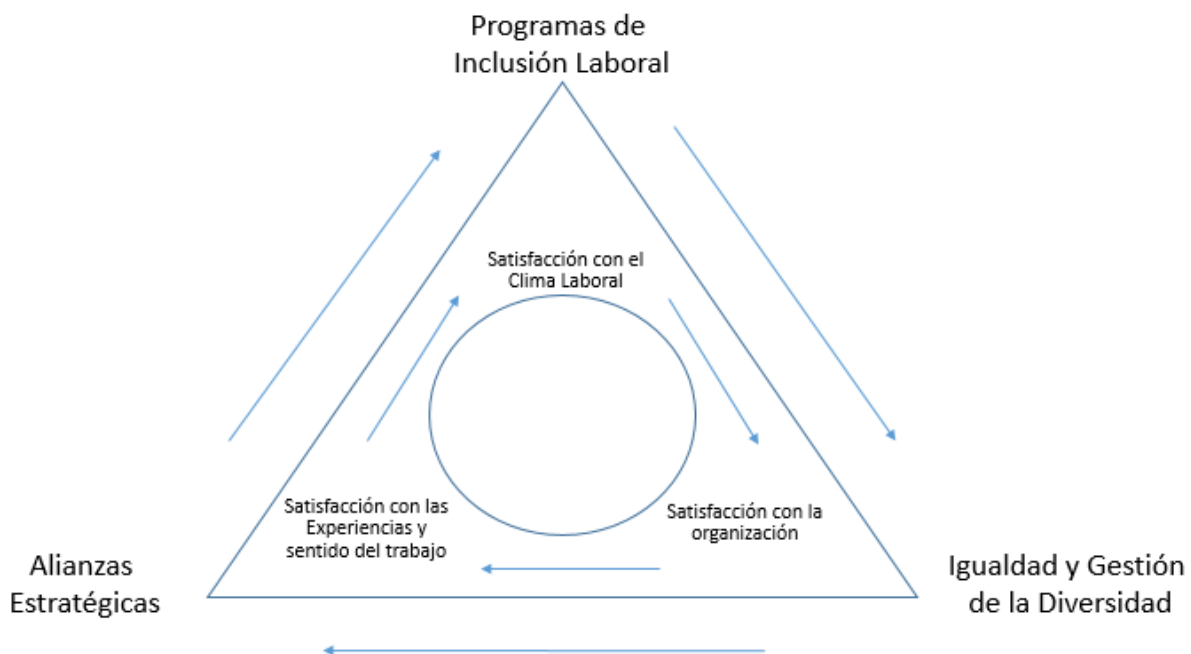 Programas de
Inclusión Laboral
Satisfacción con el
Clima Laboral
Satisfacción con las
Experiencias y
sentido del trabajo
Satisfacción con la
organización
Alianzas
Estratégicas
Igualdad y Gestión
de la Diversidad